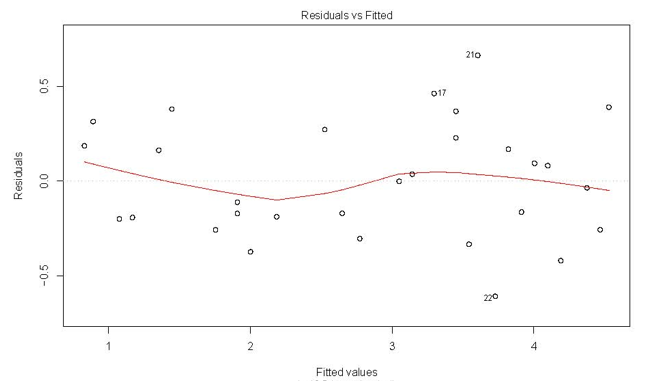 Residuals vs Fitted
21
17
22
0.5
0.0
−0.5
Residuals
1 2 3 4
Fitted values